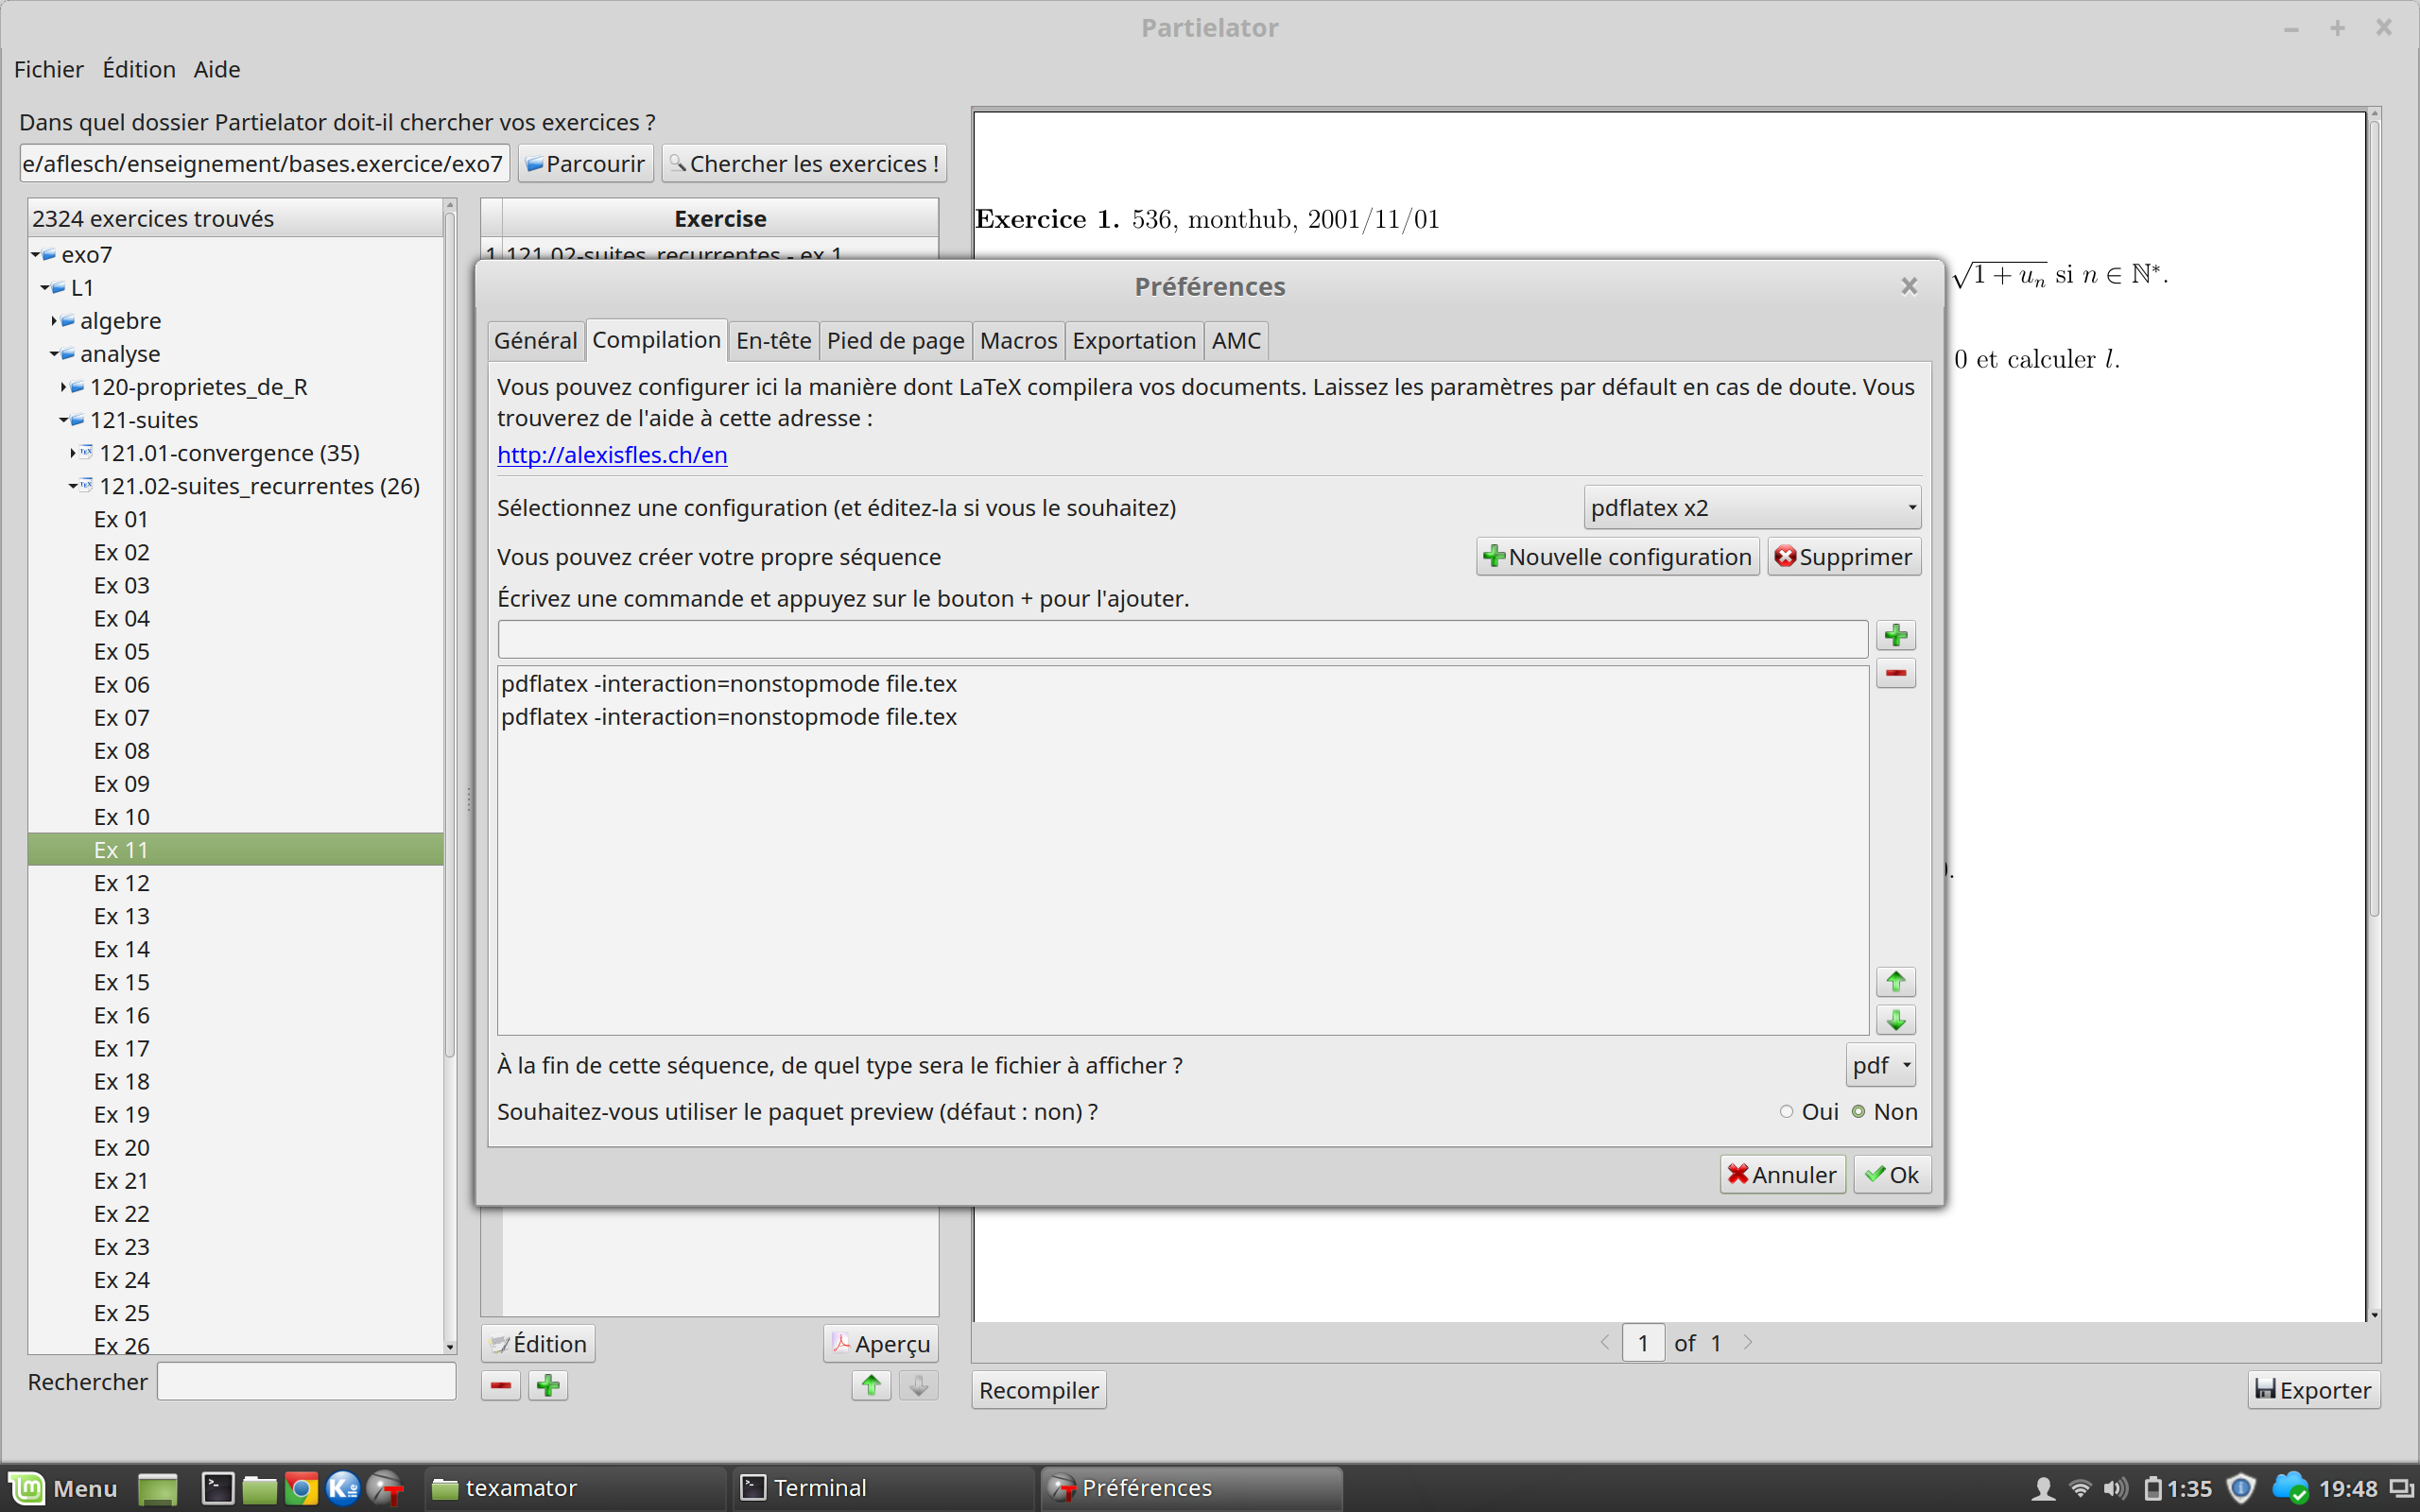 Partielator
Fichier Édition Aide
Dans quel dossier Partielator doit-il chercher vos exercices ?
e/aflesch/enseignement/bases.exercice/exo7 Parcourir Chercher les exercices !
2324 exercices trouvés
exo7
L1
algebre
analyse
120-proprietes_de_R
121-suites
121.01-convergence (35)
121.02-suites_recurrentes (26)
Ex 01
Ex 02
Ex 03
Ex 04
Ex 05
Ex 06
Ex 07
Ex 08
Ex 09
Ex 10
Ex 11
Ex 12
Ex 13
Ex 14
Ex 15
Ex 16
Ex 17
Ex 18
Ex 19
Ex 20
Ex 21
Ex 22
Ex 23
Ex 24
Ex 25
Ex 26
Rechercher
Exercise
1 121.02-suites_recurrentes - ex 1
Édition Aperçu
Exercice 1. 536, monthub, 2001/11/01
√1 + uₙ si n ∈ ℕ*.
0 et calculer l.
).
1 of 1
Recompiler Exporter
Préférences
Général Compilation En-tête Pied de page Macros Exportation AMC
Vous pouvez configurer ici la manière dont LaTeX compilera vos documents. Laissez les paramètres par défault en cas de doute. Vous
trouverez de l'aide à cette adresse :
http://alexisfles.ch/en
Sélectionnez une configuration (et éditez-la si vous le souhaitez) pdflatex x2
Vous pouvez créer votre propre séquence Nouvelle configuration Supprimer
Écrivez une commande et appuyez sur le bouton + pour l'ajouter.
pdflatex -interaction=nonstopmode file.tex
pdflatex -interaction=nonstopmode file.tex
À la fin de cette séquence, de quel type sera le fichier à afficher ? pdf
Souhaitez-vous utiliser le paquet preview (défaut : non) ? Oui Non
Annuler Ok
Menu texamator Terminal Préférences 1:35 19:48